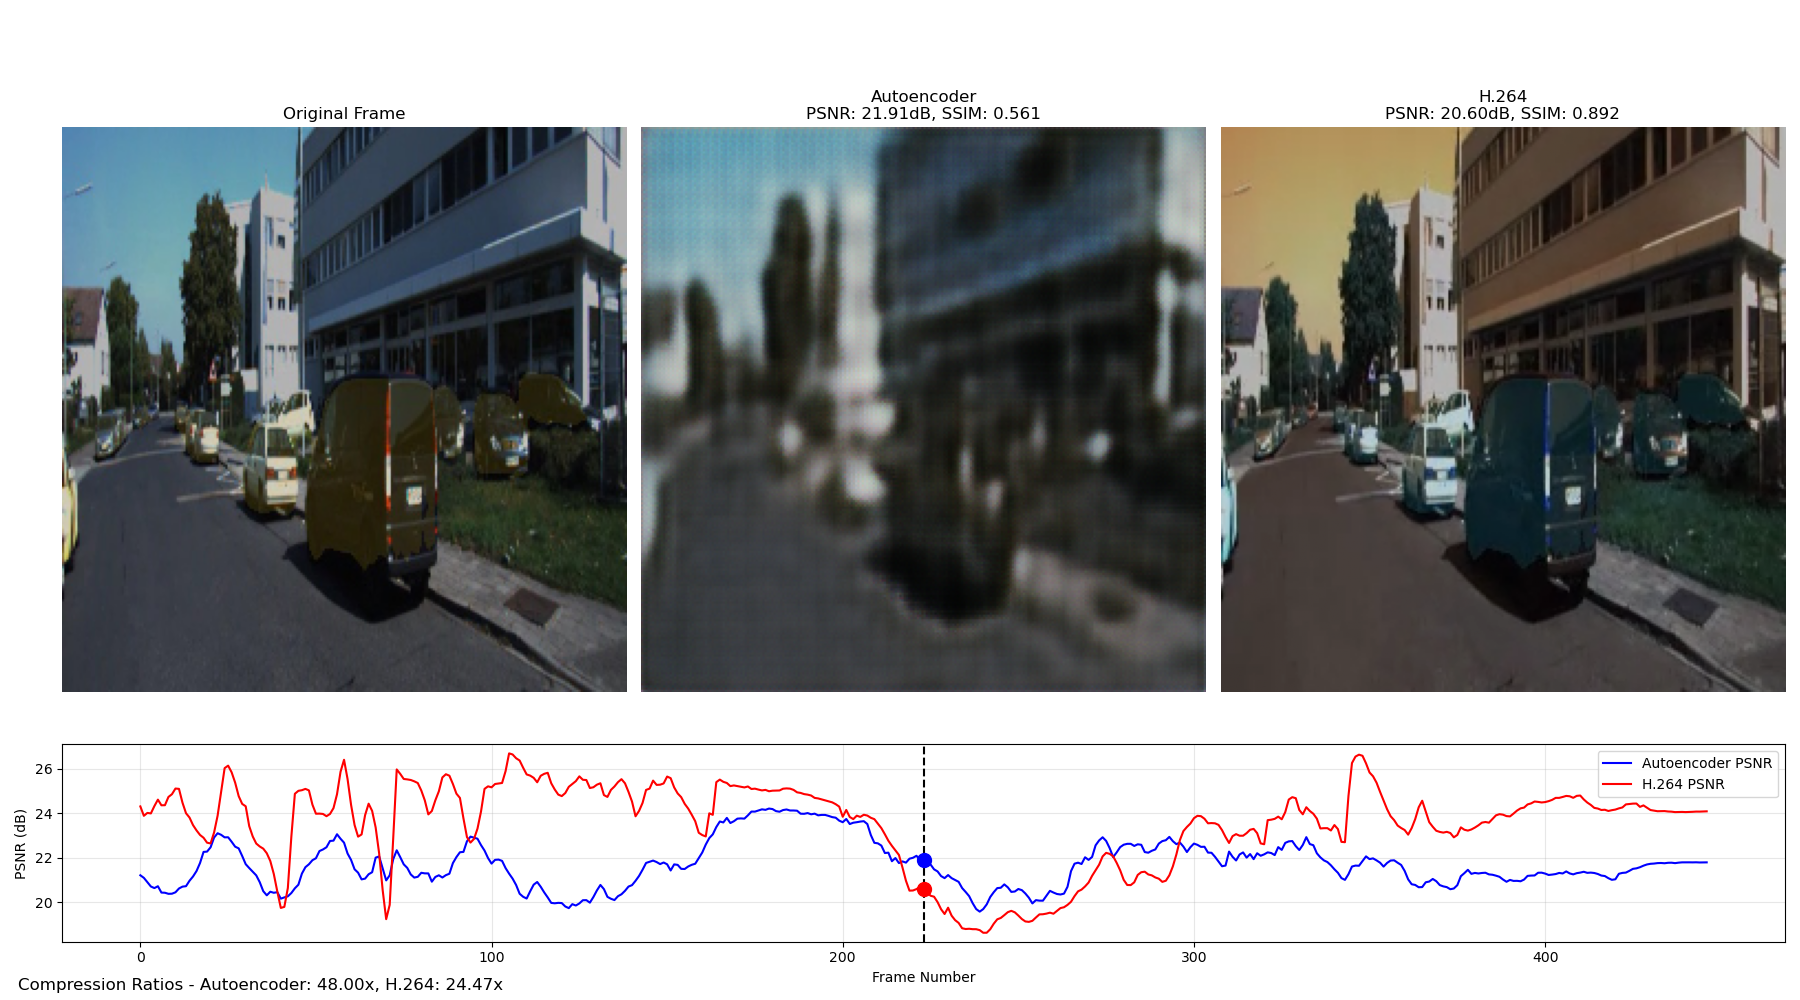 Original Frame
Autoencoder
PSNR: 21.91dB, SSIM: 0.561
H.264
PSNR: 20.60dB, SSIM: 0.892
PSNR (dB)
26
24
22
20
Autoencoder PSNR
H.264 PSNR
0
100
200
300
400
Frame Number
Compression Ratios - Autoencoder: 48.00x, H.264: 24.47x